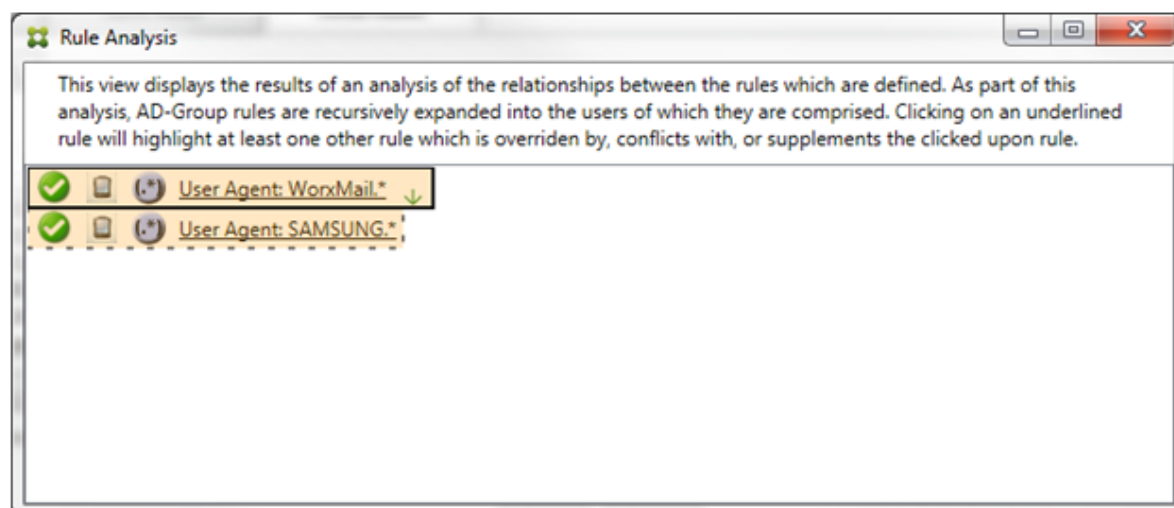 Rule Analysis
This view displays the results of an analysis of the relationships between the rules which are defined. As part of this
analysis, AD-Group rules are recursively expanded into the users of which they are comprised. Clicking on an underlined
rule will highlight at least one other rule which is overriden by, conflicts with, or supplements the clicked upon rule.
(.*) User Agent: WorxMail.*
(.*) User Agent: SAMSUNG.*